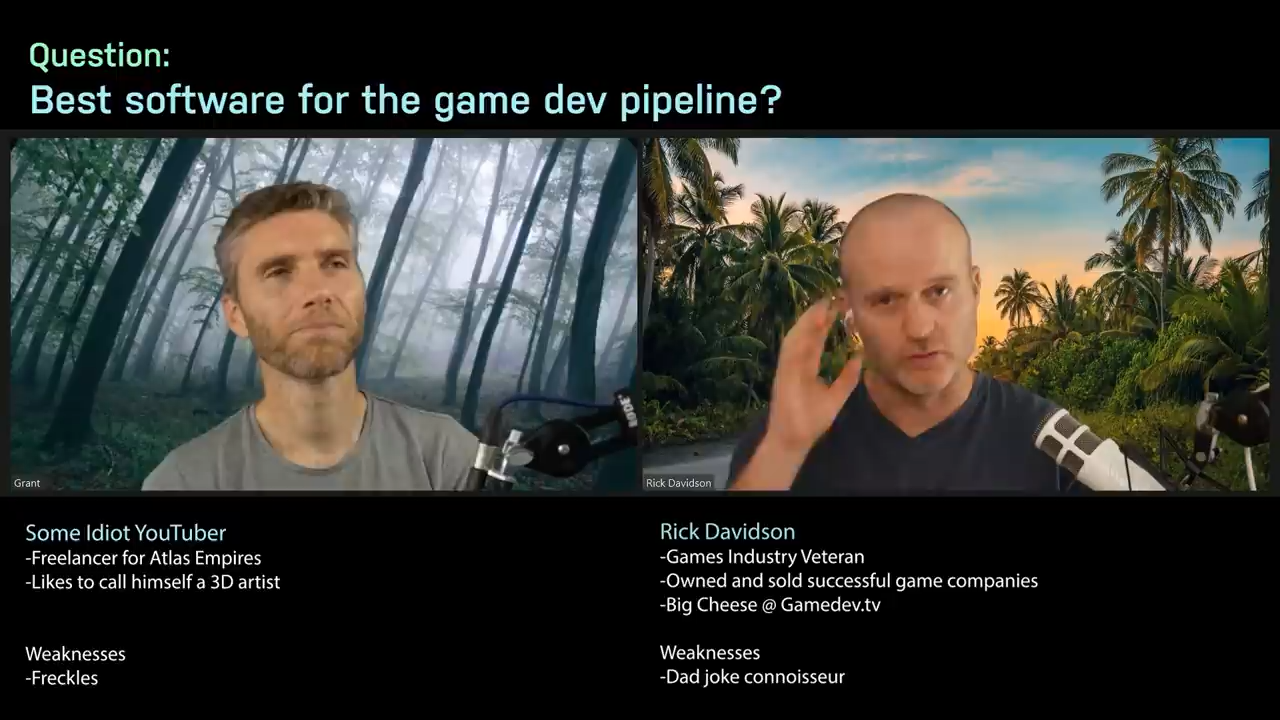 Question:
Best software for the game dev pipeline?
RODE
Grant
Rick Davidson
Some Idiot YouTuber
-Freelancer for Atlas Empires
-Likes to call himself a 3D artist
Weaknesses
-Freckles
Rick Davidson
-Games Industry Veteran
-Owned and sold successful game companies
-Big Cheese @ Gamedev.tv
Weaknesses
-Dad joke connoisseur